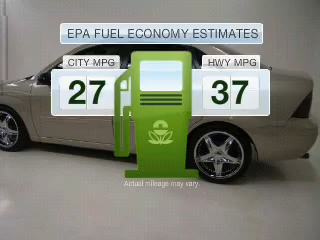 EPA FUEL ECONOMY ESTIMATES
CITY MPG
HWY MPG
27
37
Actual mileage may vary.